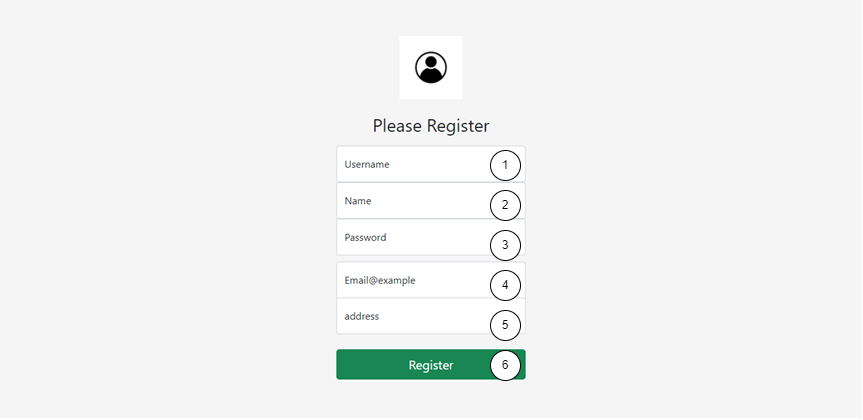 Please Register
Username 1
Name 2
Password 3
Email@example 4
address 5
Register 6